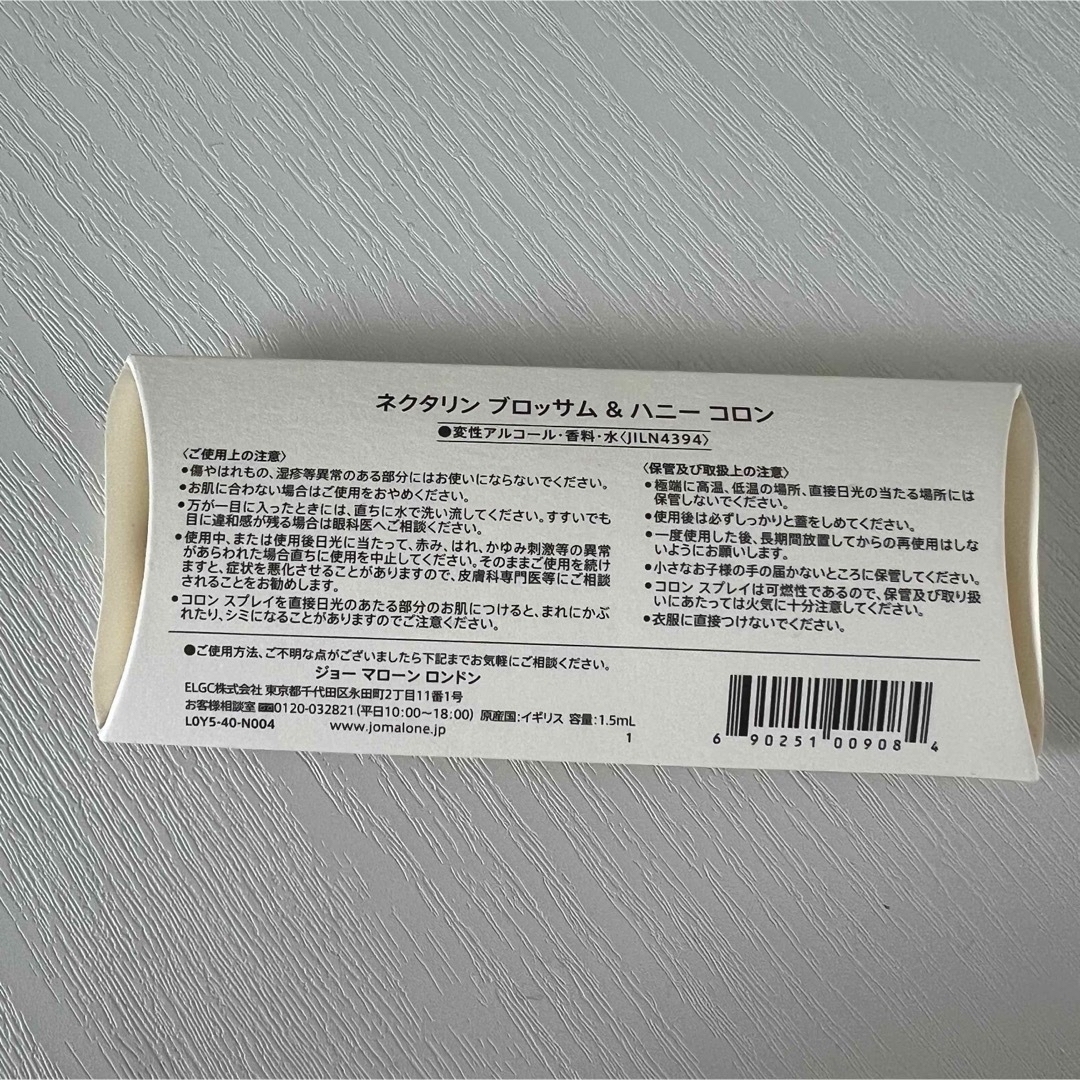 ネクタリン ブロッサム & ハニー コロン
●変性アルコール・香料・水〈JILN4394〉
〈ご使用上の注意〉
●傷やはれもの、湿疹等異常のある部分にはお使いにならないでください。
●お肌に合わない場合はご使用をおやめください。
●万が一目に入ったときには、直ちに水で洗い流してください。すすいでも
目に違和感が残る場合は眼科医へご相談ください。
●使用中、または使用後日光に当たって、赤み、はれ、かゆみ刺激等の異常
があらわれた場合直ちに使用を中止してください。そのままご使用を続け
ますと、症状を悪化させることがありますので、皮膚科専門医等にご相談
されることをお勧めします。
●コロン スプレイを直接日光のあたる部分のお肌につけると、まれにかぶ
れたり、シミになることがありますのでご注意ください。
〈保管及び取扱上の注意〉
●極端に高温、低温の場所、直接日光の当たる場所には
保管しないでください。
●使用後は必ずしっかりと蓋をしめてください。
●一度使用した後、長期間放置してからの再使用はしな
いようにお願いします。
●小さなお子様の手の届かないところに保管してください。
●コロン スプレイは可燃性であるので、保管及び取り扱
いにあたっては火気に十分注意してください。
●衣服に直接つけないでください。
●ご使用方法、ご不明な点がございましたら下記までお気軽にご相談ください。
ジョー マローン ロンドン
ELGC株式会社 東京都千代田区永田町2丁目11番1号
お客様相談室 0120-032821(平日10:00〜18:00) 原産国:イギリス 容量:1.5mL
L0Y5-40-N004 www.jomalone.jp 1
6 90251 00908 4